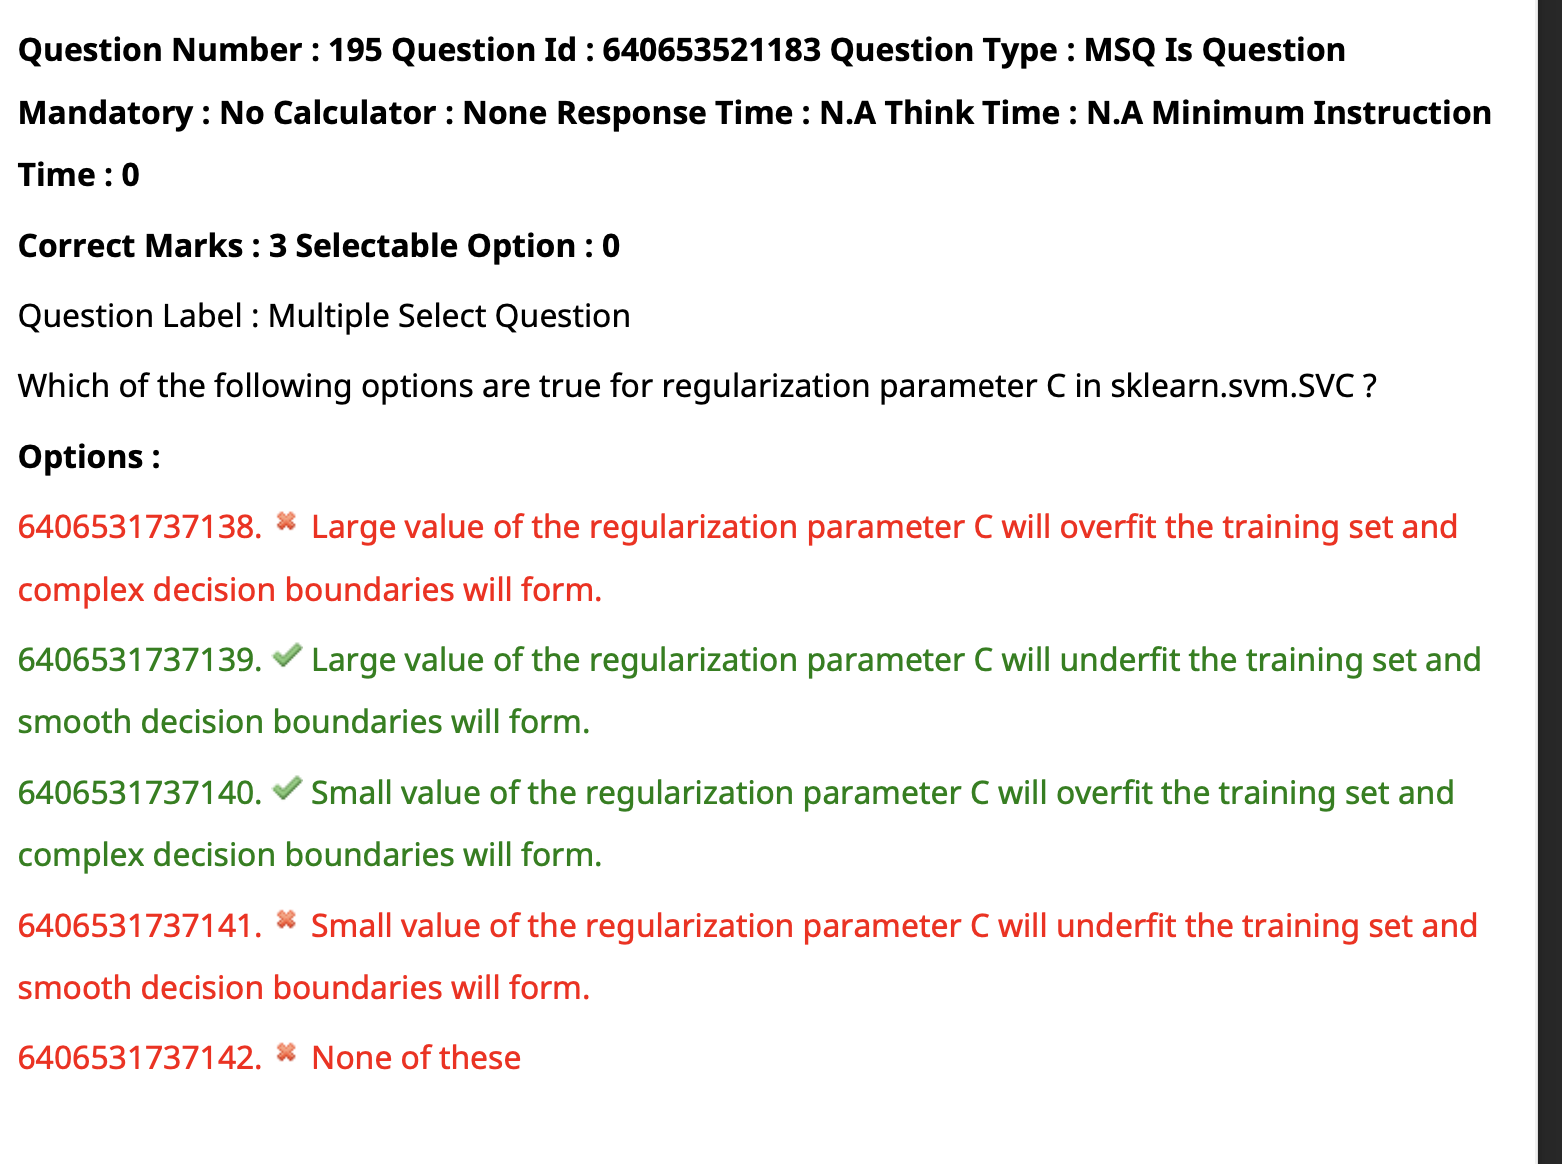 Question Number : 195 Question Id : 640653521183 Question Type : MSQ Is Question
Mandatory : No Calculator : None Response Time : N.A Think Time : N.A Minimum Instruction
Time : 0
Correct Marks : 3 Selectable Option : 0
Question Label : Multiple Select Question
Which of the following options are true for regularization parameter C in sklearn.svm.SVC ?
Options :
6406531737138. ✖ Large value of the regularization parameter C will overfit the training set and
complex decision boundaries will form.
6406531737139. ✔ Large value of the regularization parameter C will underfit the training set and
smooth decision boundaries will form.
6406531737140. ✔ Small value of the regularization parameter C will overfit the training set and
complex decision boundaries will form.
6406531737141. ✖ Small value of the regularization parameter C will underfit the training set and
smooth decision boundaries will form.
6406531737142. ✖ None of these